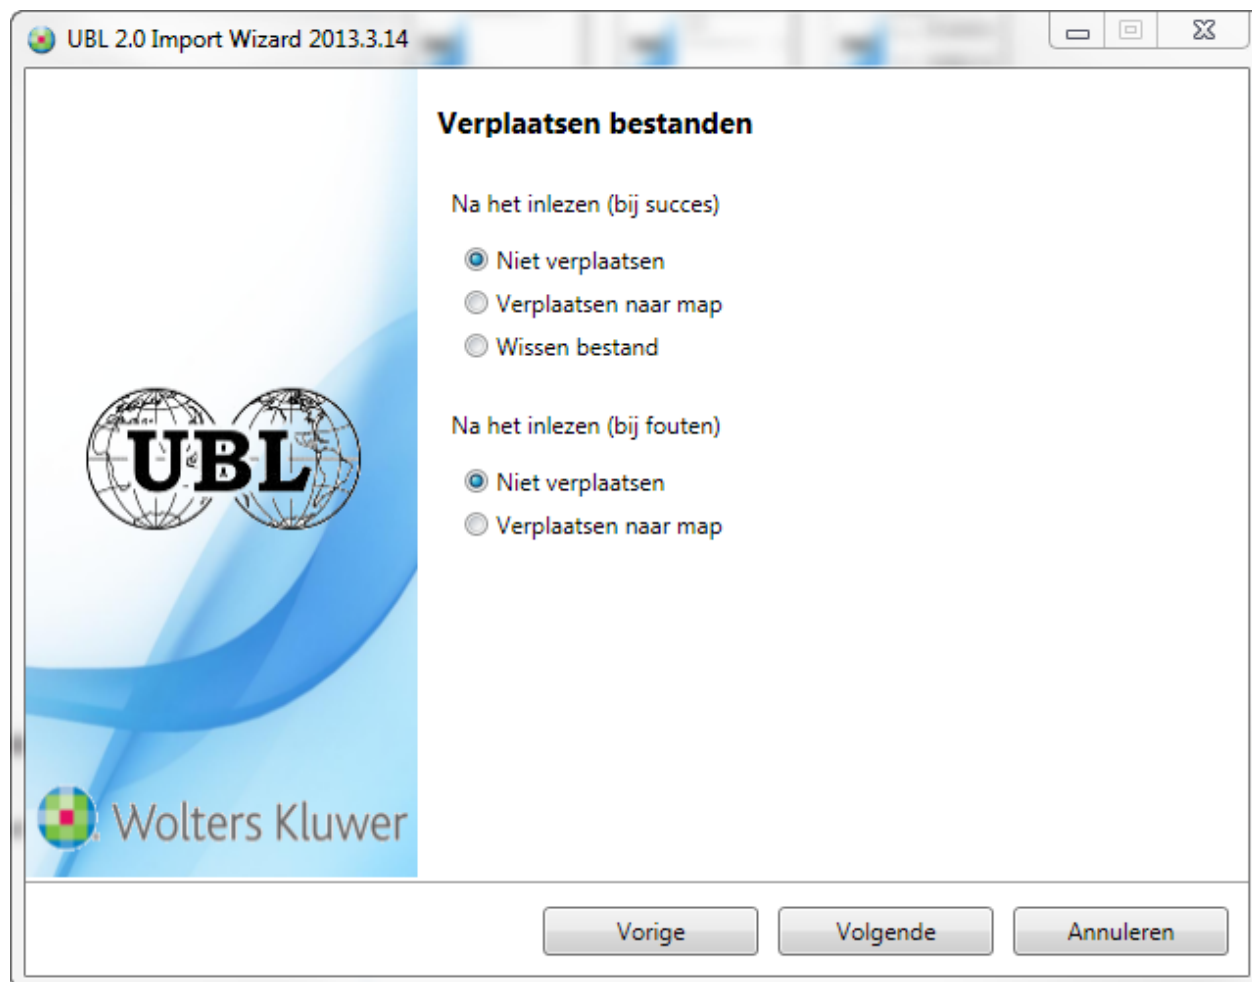 UBL 2.0 Import Wizard 2013.3.14
Verplaatsen bestanden
Na het inlezen (bij succes)
Niet verplaatsen
Verplaatsen naar map
Wissen bestand
Na het inlezen (bij fouten)
Niet verplaatsen
Verplaatsen naar map
UBL
Wolters Kluwer
Vorige
Volgende
Annuleren